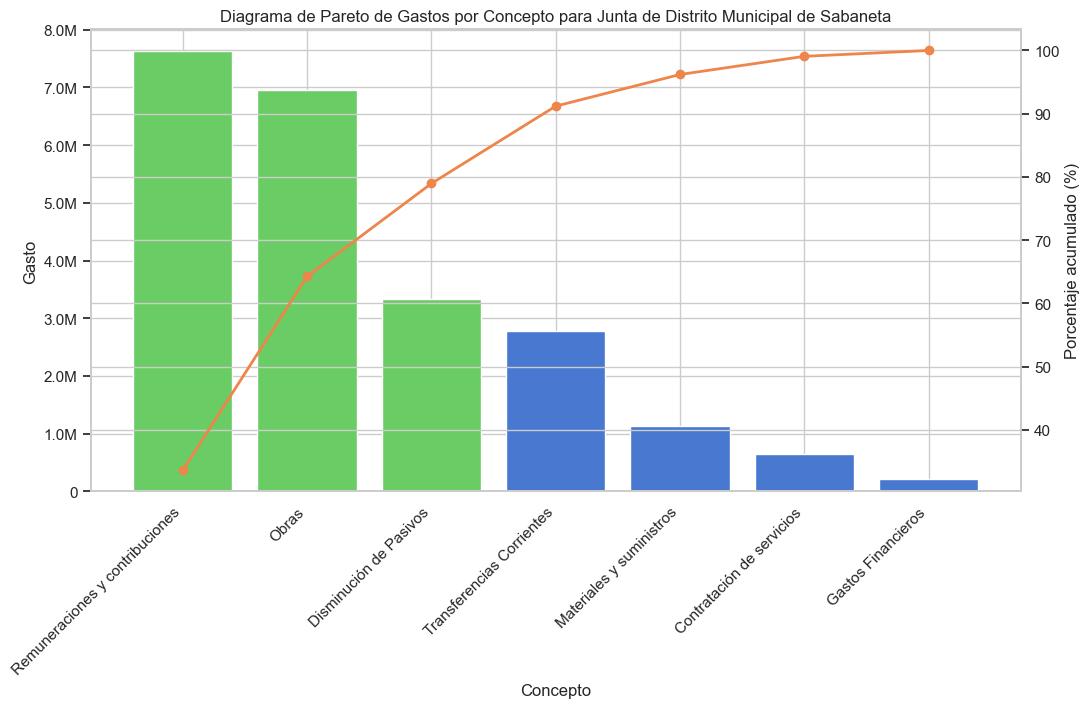 Diagrama de Pareto de Gastos por Concepto para Junta de Distrito Municipal de Sabaneta
8.0M
7.0M
6.0M
5.0M
4.0M
3.0M
2.0M
1.0M
0
Gasto
100
90
80
70
60
50
40
Porcentaje acumulado (%)
Remuneraciones y contribuciones
Obras
Disminución de Pasivos
Transferencias Corrientes
Materiales y suministros
Contratación de servicios
Gastos Financieros
Concepto